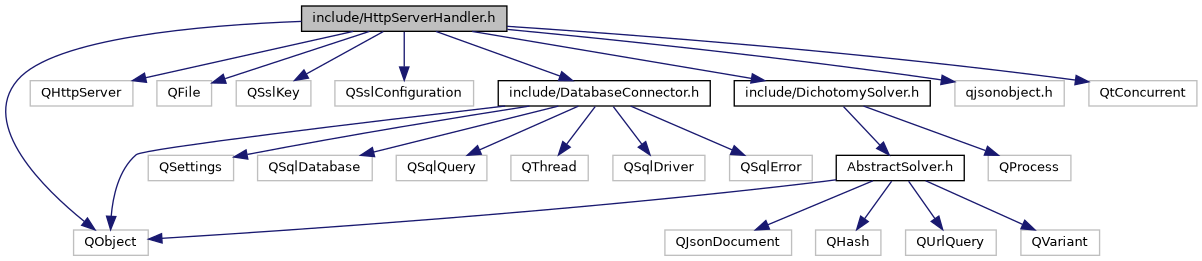 include/HttpServerHandler.h
QHttpServer
QFile
QSslKey
QSslConfiguration
include/DatabaseConnector.h
include/DichotomySolver.h
qjsonobject.h
QtConcurrent
QSettings
QSqlDatabase
QSqlQuery
QThread
QSqlDriver
QSqlError
AbstractSolver.h
QProcess
QObject
QJsonDocument
QHash
QUrlQuery
QVariant